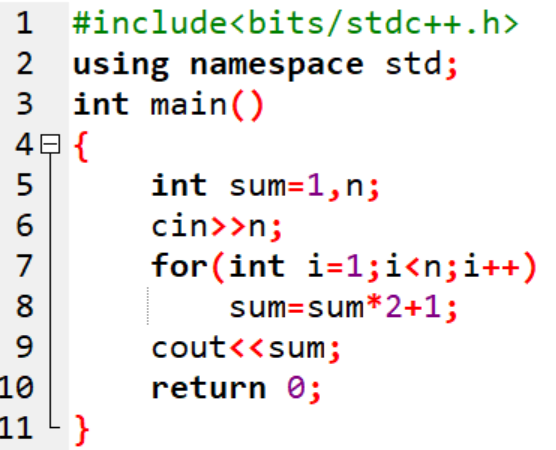 1 #include<bits/stdc++.h>
2 using namespace std;
3 int main()
4 {
5 int sum=1,n;
6 cin>>n;
7 for(int i=1;i<n;i++)
8 sum=sum*2+1;
9 cout<<sum;
10 return 0;
11 }